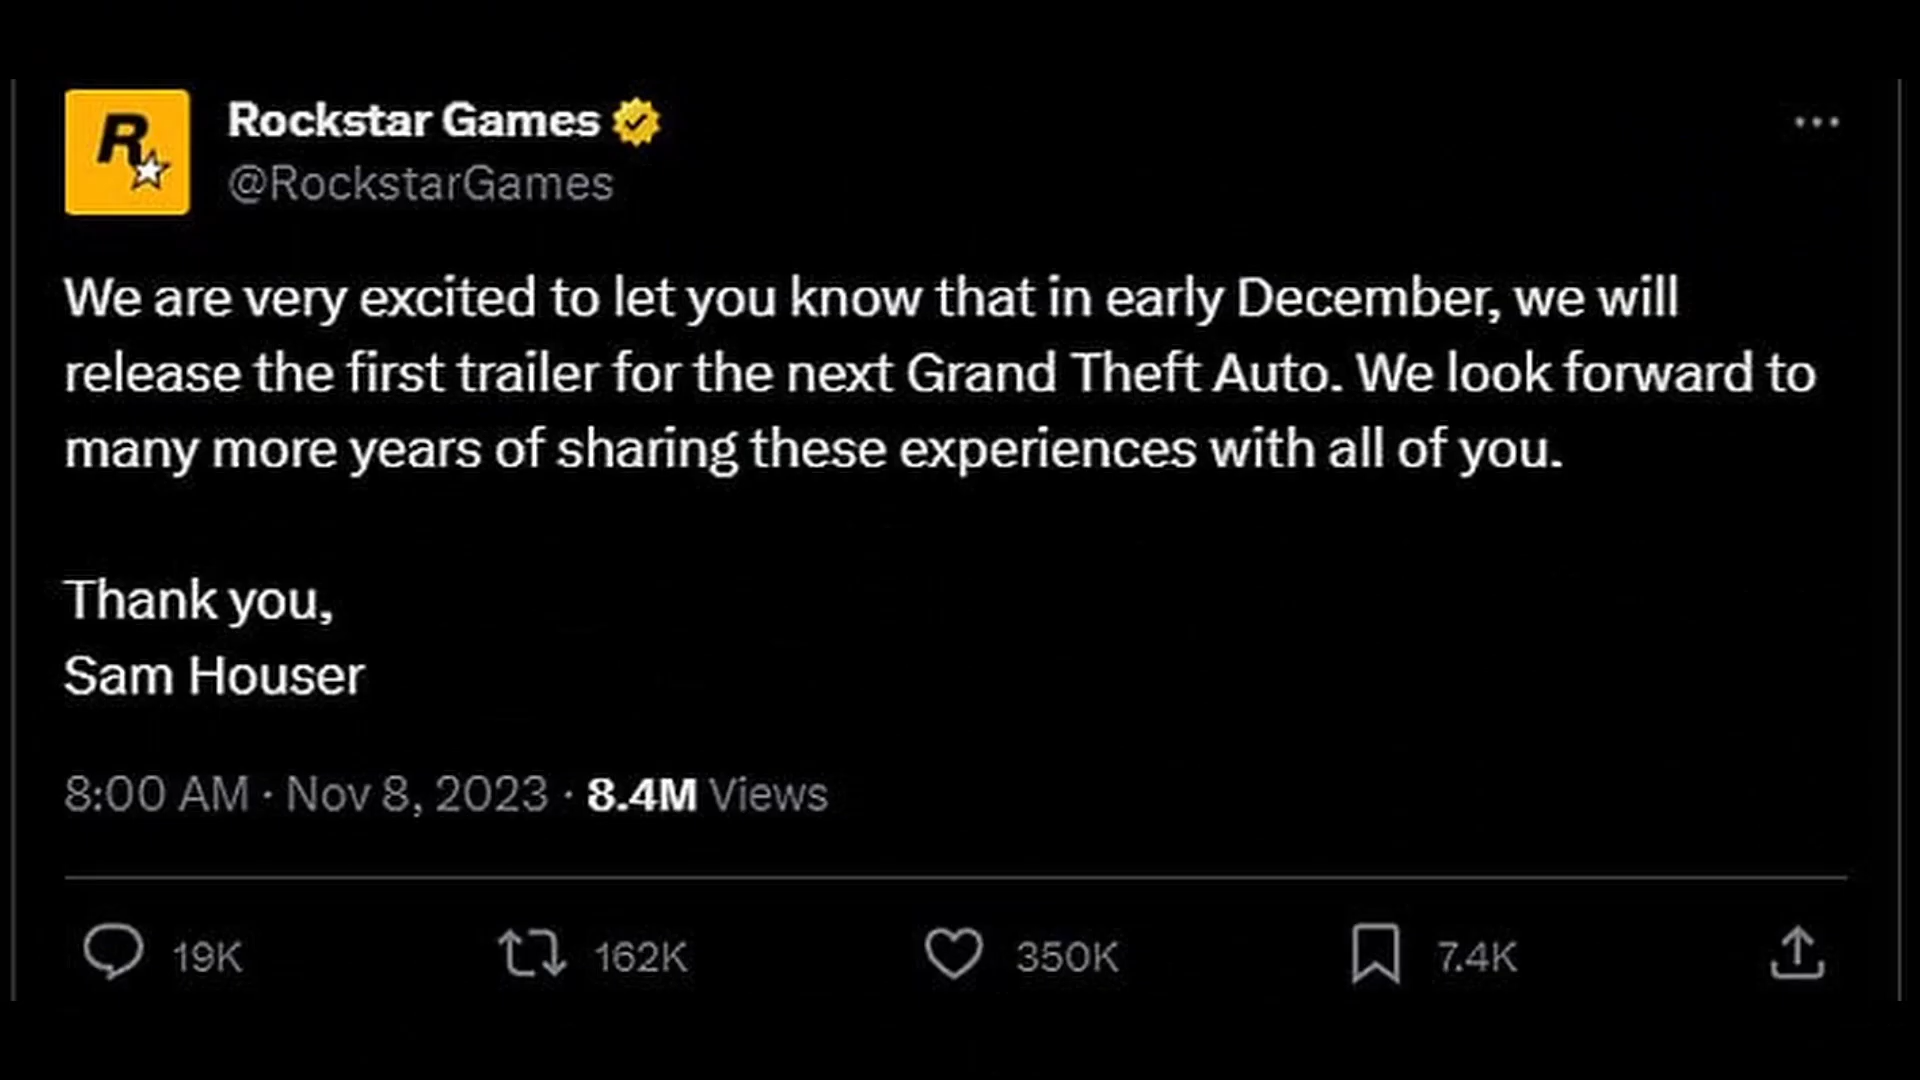 R
Rockstar Games
@RockstarGames
We are very excited to let you know that in early December, we will
release the first trailer for the next Grand Theft Auto. We look forward to
many more years of sharing these experiences with all of you.
Thank you,
Sam Houser
8:00 AM · Nov 8, 2023 · 8.4M Views
19K 162K 350K 7.4K